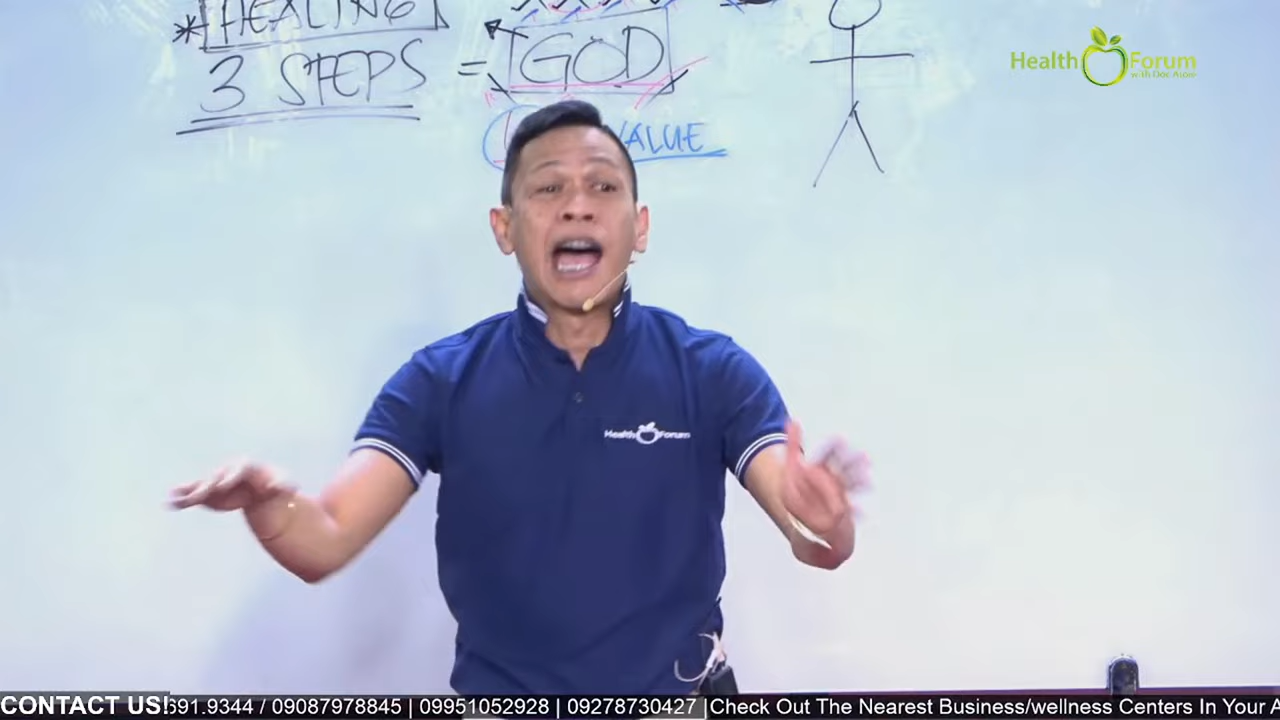 *HEALING
3 STEPS = GOD
VALUE
Health Forum
Health Forum
CONTACT US! 691.9344 / 09087978845 | 09951052928 | 09278730427 |Check Out The Nearest Business/wellness Centers In Your A